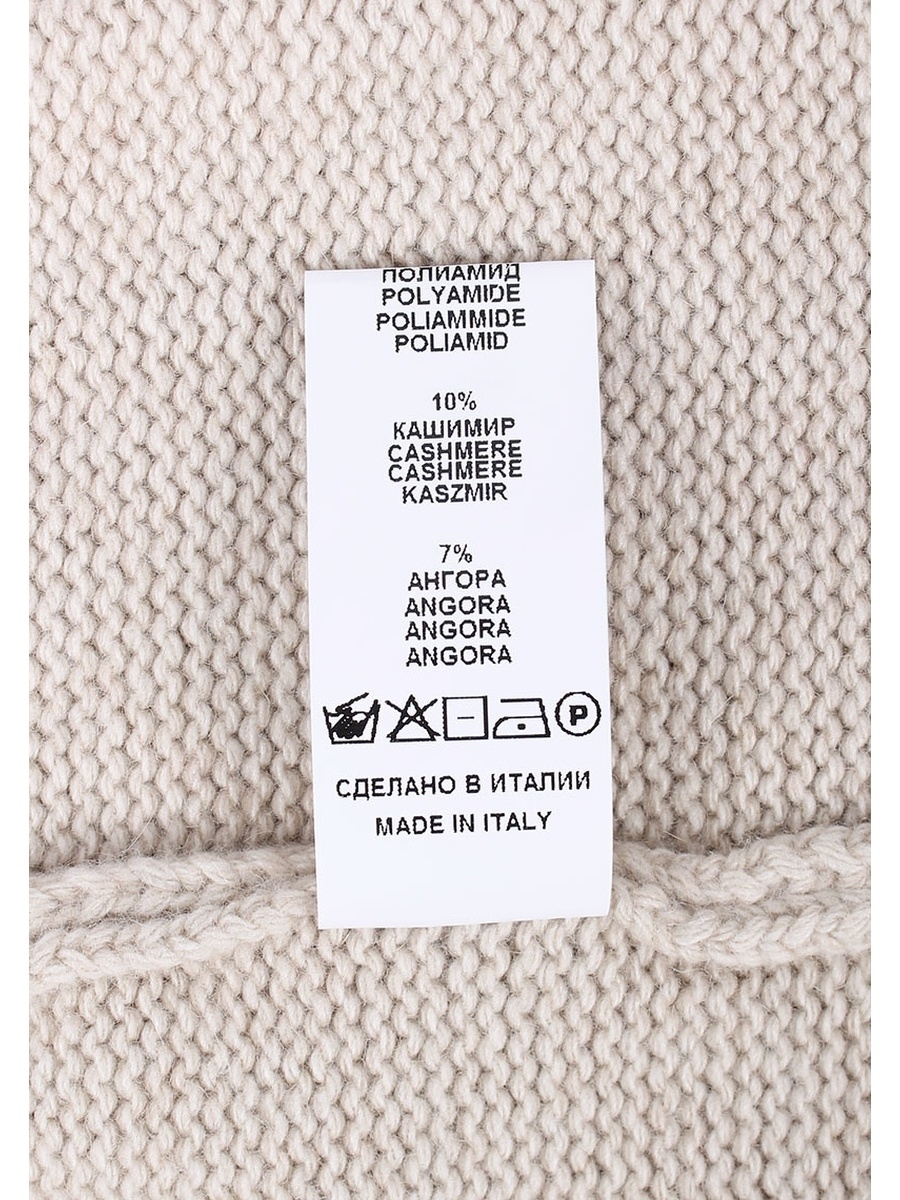 ПОЛИАМИД
POLYAMIDE
POLIAMMIDE
POLIAMID
10%
КАШИМИР
CASHMERE
CASHMERE
KASZMIR
7%
АНГОРА
ANGORA
ANGORA
ANGORA
P
СДЕЛАНО В ИТАЛИИ
MADE IN ITALY